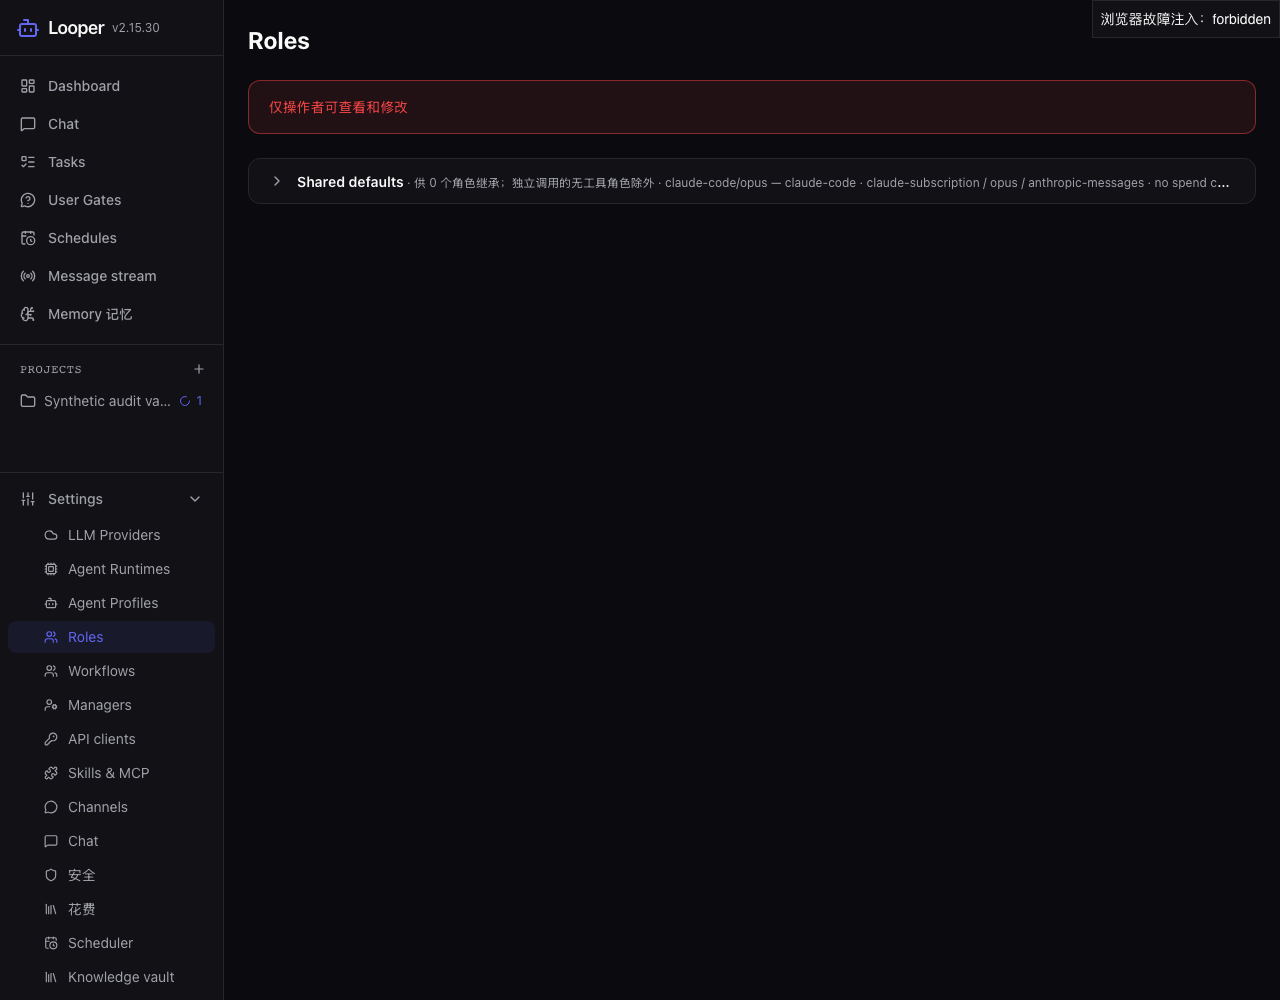 Looper v2.15.30
Dashboard
Chat
Tasks
User Gates
Schedules
Message stream
Memory 记忆
PROJECTS
Synthetic audit va... 1
Settings
LLM Providers
Agent Runtimes
Agent Profiles
Roles
Workflows
Managers
API clients
Skills & MCP
Channels
Chat
安全
花费
Scheduler
Knowledge vault
浏览器故障注入：forbidden
Roles
仅操作者可查看和修改
Shared defaults · 供 0 个角色继承；独立调用的无工具角色除外 · claude-code/opus — claude-code · claude-subscription / opus / anthropic-messages · no spend c...